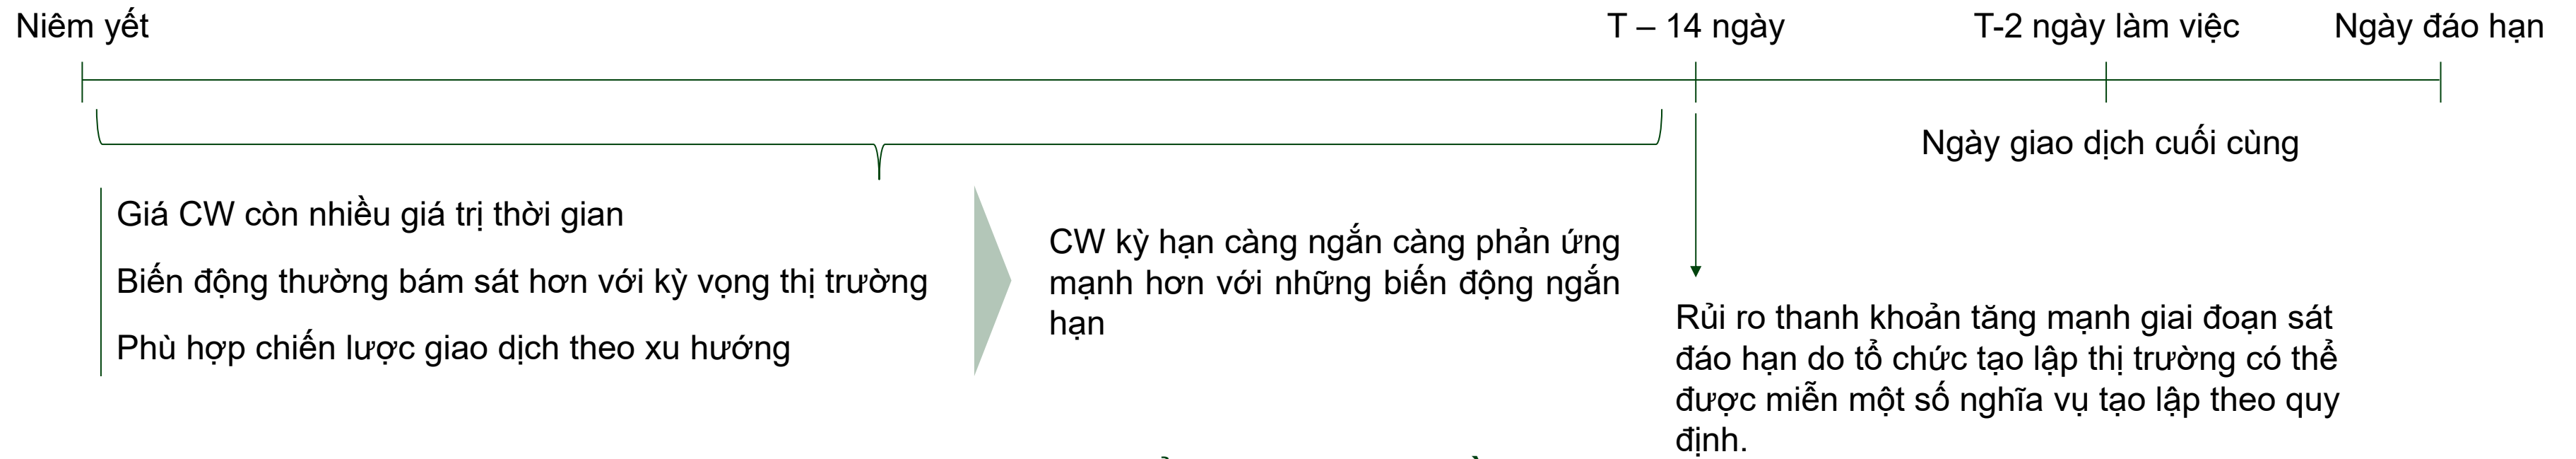 Niêm yết
T – 14 ngày
T-2 ngày làm việc
Ngày đáo hạn
Ngày giao dịch cuối cùng
Giá CW còn nhiều giá trị thời gian
Biến động thường bám sát hơn với kỳ vọng thị trường
Phù hợp chiến lược giao dịch theo xu hướng
CW kỳ hạn càng ngắn càng phản ứng
mạnh hơn với những biến động ngắn
hạn
Rủi ro thanh khoản tăng mạnh giai đoạn sát
đáo hạn do tổ chức tạo lập thị trường có thể
được miễn một số nghĩa vụ tạo lập theo quy
định.